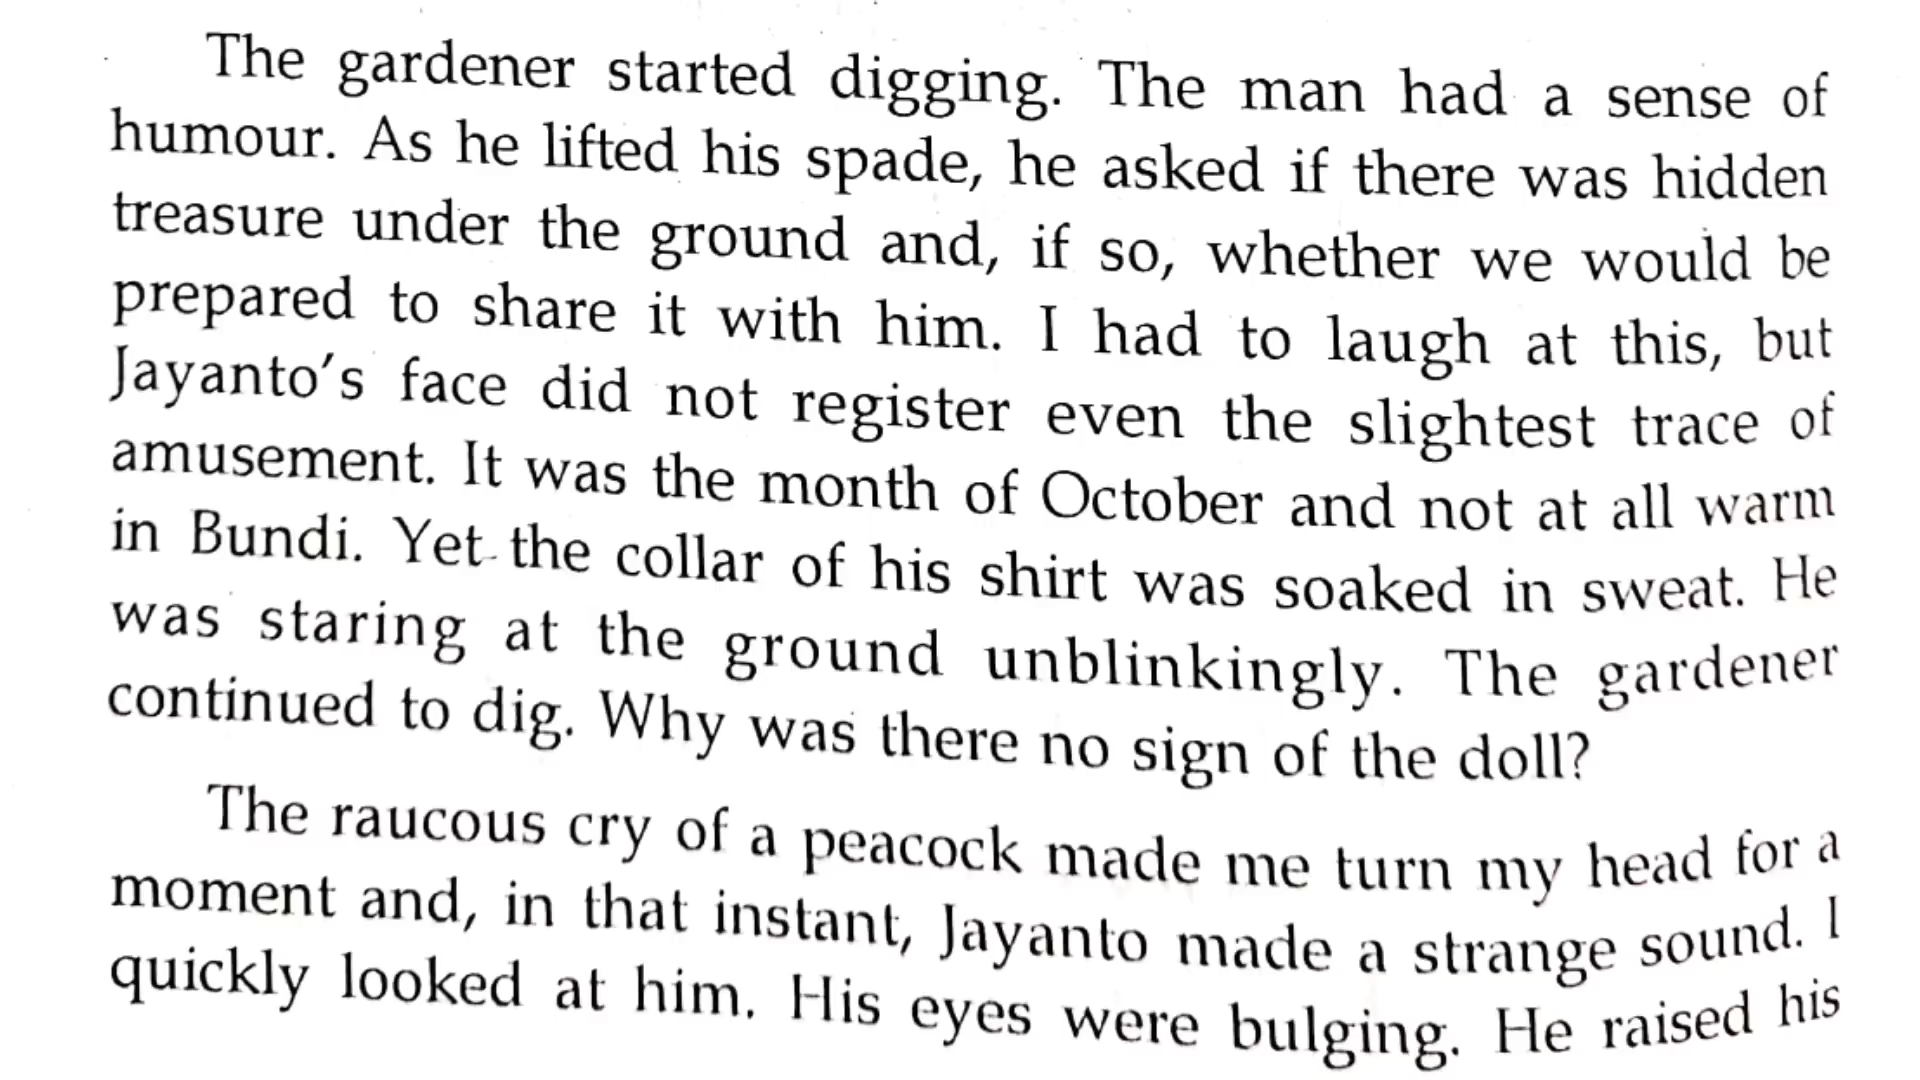 The gardener started digging. The man had a sense of
humour. As he lifted his spade, he asked if there was hidden
treasure under the ground and, if so, whether we would be
prepared to share it with him. I had to laugh at this, but
Jayanto's face did not register even the slightest trace of
amusement. It was the month of October and not at all warm
in Bundi. Yet the collar of his shirt was soaked in sweat. He
was staring at the ground unblinkingly. The gardener
continued to dig. Why was there no sign of the doll?
The raucous cry of a peacock made me turn my head for a
moment and, in that instant, Jayanto made a strange sound. I
quickly looked at him. His eyes were bulging. He raised his